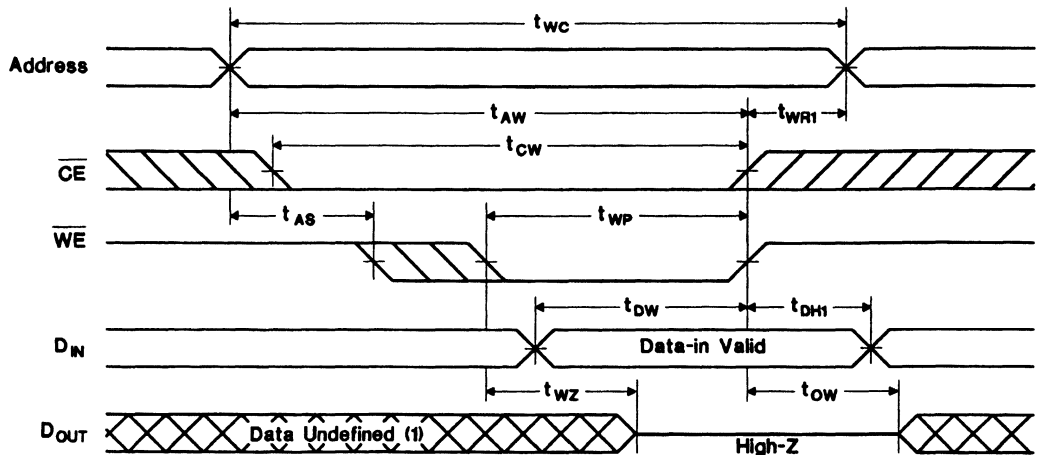 tWC
Address
tAW
tWR1
tCW
CE
tAS
tWP
WE
tDW
tDH1
DIN
Data-in Valid
tWZ
tOW
DOUT
Data Undefined (1)
High-Z